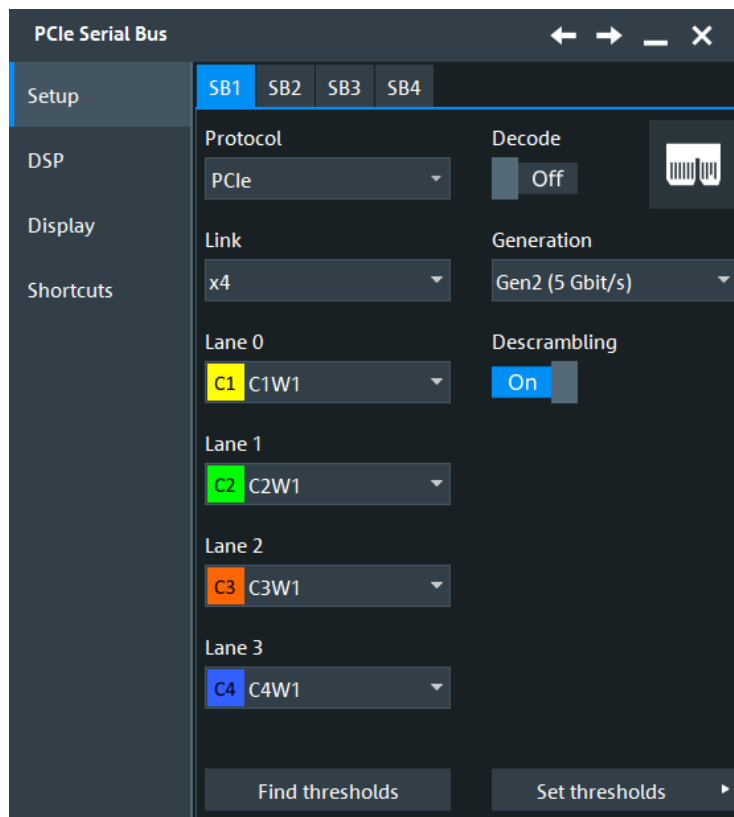 PCIe Serial Bus
Setup
DSP
Display
Shortcuts
SB1 SB2 SB3 SB4
Protocol
PCIe
Decode
Off
Link
x4
Generation
Gen2 (5 Gbit/s)
Lane 0
C1 C1W1
Descrambling
On
Lane 1
C2 C2W1
Lane 2
C3 C3W1
Lane 3
C4 C4W1
Find thresholds
Set thresholds